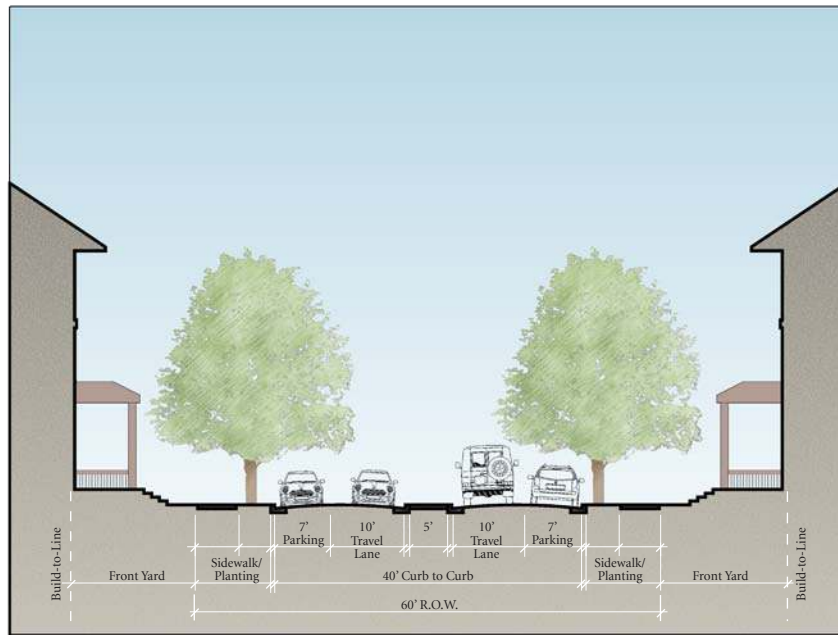 7’ 10’ 5’ 10’ 7’
Parking Travel Travel Parking
Lane Lane
Build-to-Line
Front Yard
Sidewalk/
Planting
40’ Curb to Curb
Sidewalk/
Planting
Front Yard
Build-to-Line
60’ R.O.W.